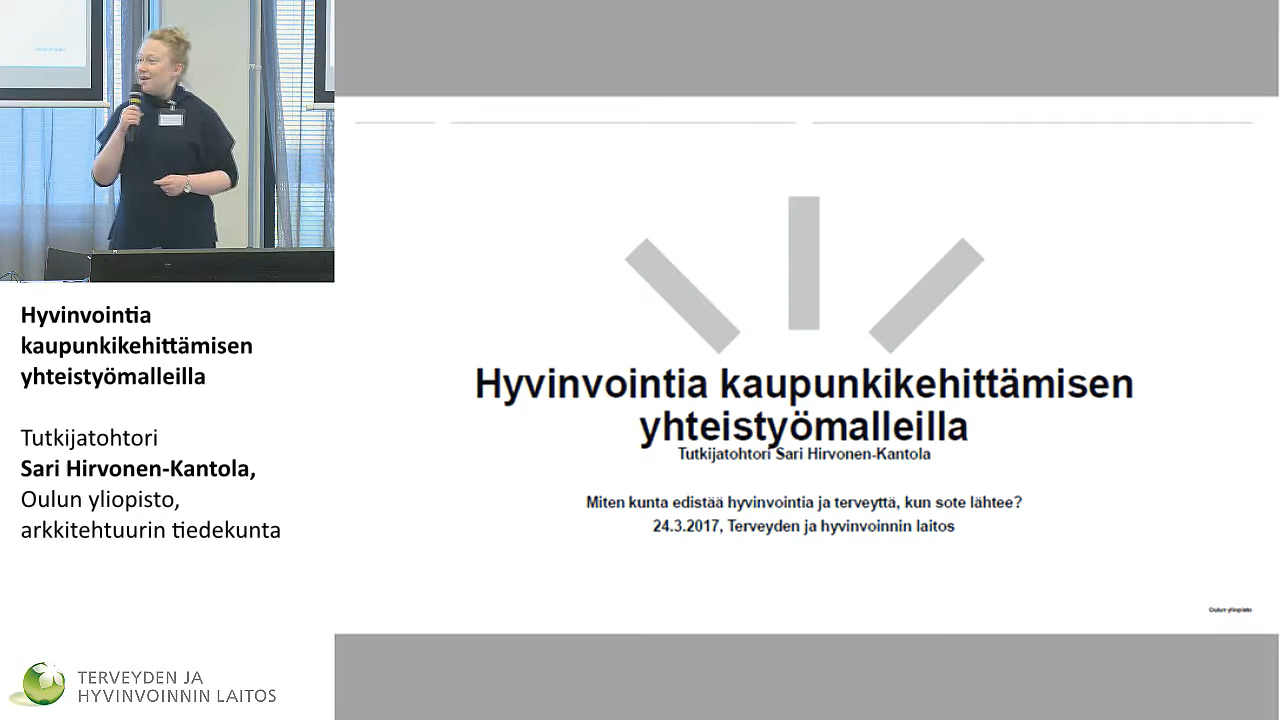 Hyvinvointia
kaupunkikehittämisen
yhteistyömalleilla
Tutkijatohtori
Sari Hirvonen-Kantola,
Oulun yliopisto,
arkkitehtuurin tiedekunta
TERVEYDEN JA
HYVINVOINNIN LAITOS
Hyvinvointia kaupunkikehittämisen
yhteistyömalleilla
Tutkijatohtori Sari Hirvonen-Kantola
Miten kunta edistää hyvinvointia ja terveyttä, kun sote lähtee?
24.3.2017, Terveyden ja hyvinvoinnin laitos
Oulun yliopisto